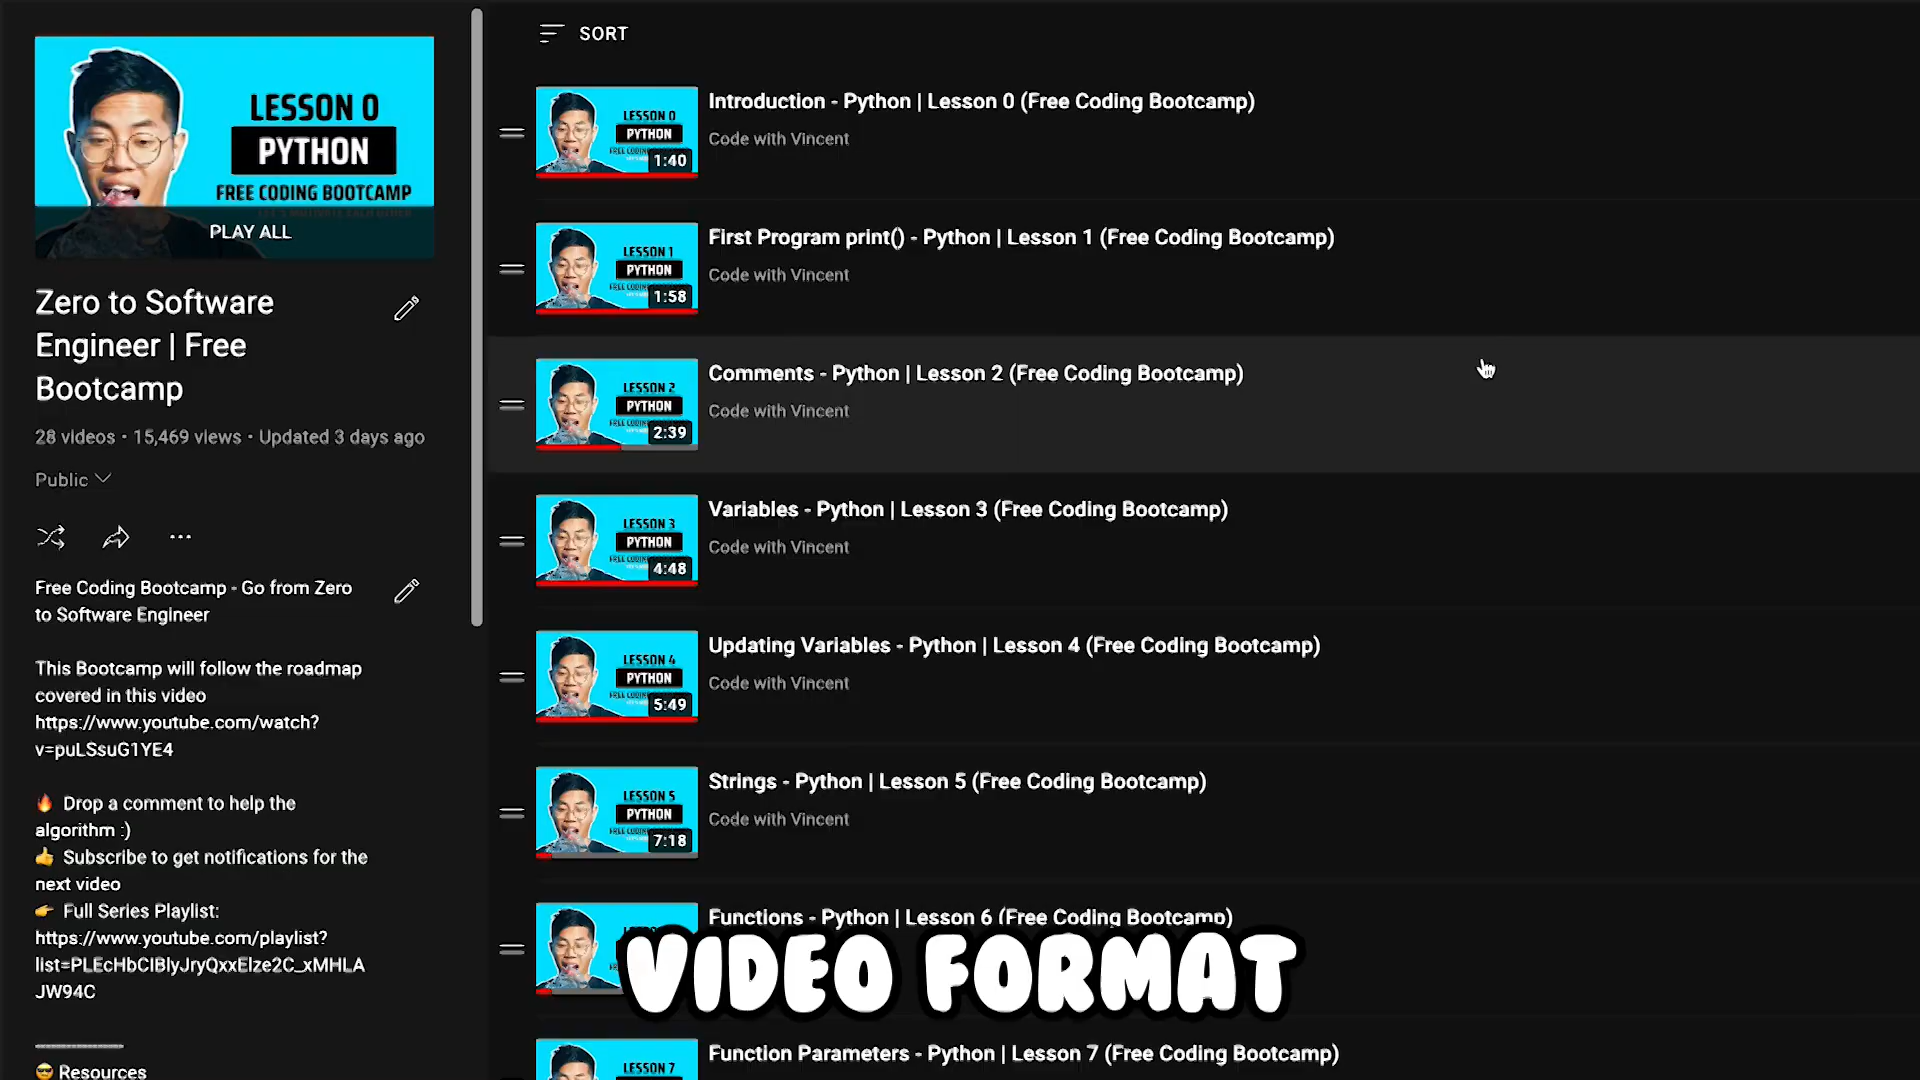 LESSON 0
PYTHON
FREE CODING BOOTCAMP
PLAY ALL
Zero to Software
Engineer | Free
Bootcamp
28 videos • 15,469 views • Updated 3 days ago
Public
Free Coding Bootcamp - Go from Zero
to Software Engineer
This Bootcamp will follow the roadmap
covered in this video
https://www.youtube.com/watch?
v=puLSsuG1YE4
🔥 Drop a comment to help the
algorithm :)
👍 Subscribe to get notifications for the
next video
👉 Full Series Playlist:
https://www.youtube.com/playlist?
list=PLEcHbCIBlyJryQxxElze2C_xMHLA
JW94C
😎 Resources
SORT
LESSON 0
PYTHON
1:40
Introduction - Python | Lesson 0 (Free Coding Bootcamp)
Code with Vincent
LESSON 1
PYTHON
1:58
First Program print() - Python | Lesson 1 (Free Coding Bootcamp)
Code with Vincent
LESSON 2
PYTHON
2:39
Comments - Python | Lesson 2 (Free Coding Bootcamp)
Code with Vincent
LESSON 3
PYTHON
4:48
Variables - Python | Lesson 3 (Free Coding Bootcamp)
Code with Vincent
LESSON 4
PYTHON
5:49
Updating Variables - Python | Lesson 4 (Free Coding Bootcamp)
Code with Vincent
LESSON 5
PYTHON
7:18
Strings - Python | Lesson 5 (Free Coding Bootcamp)
Code with Vincent
Functions - Python | Lesson 6 (Free Coding Bootcamp)
VIDEO FORMAT
LESSON 7
Function Parameters - Python | Lesson 7 (Free Coding Bootcamp)